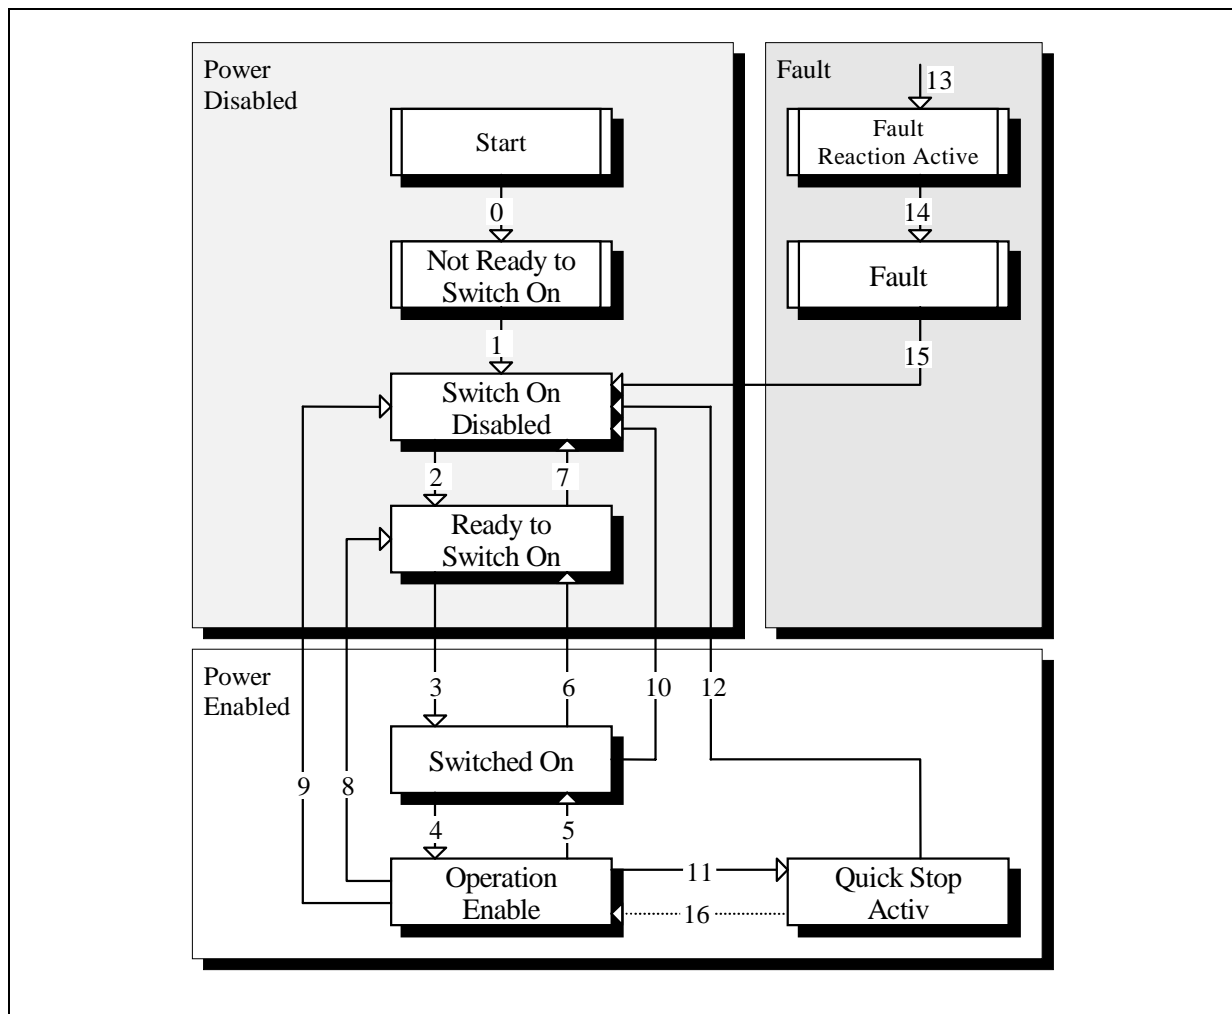 Power
Disabled
Start
0
Not Ready to
Switch On
1
Switch On
Disabled
2
7
Ready to
Switch On
Fault
13
Fault
Reaction Active
14
Fault
15
Power
Enabled
3
6
10
12
Switched On
9
8
4
5
Operation
Enable
11
16
Quick Stop
Activ